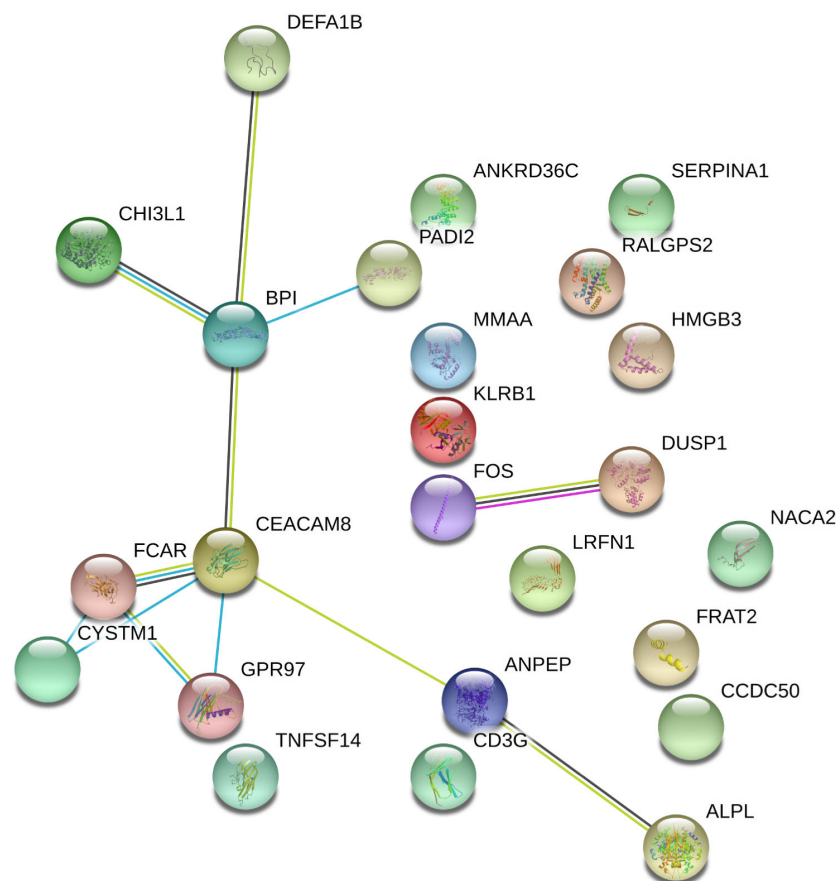 DEFA1B
ANKRD36C
SERPINA1
CHI3L1
PADI2
RALGPS2
BPI
MMAA
HMGB3
KLRB1
DUSP1
FOS
NACA2
CEACAM8
LRFN1
FCAR
FRAT2
CYSTM1
GPR97
ANPEP
CCDC50
TNFSF14
CD3G
ALPL